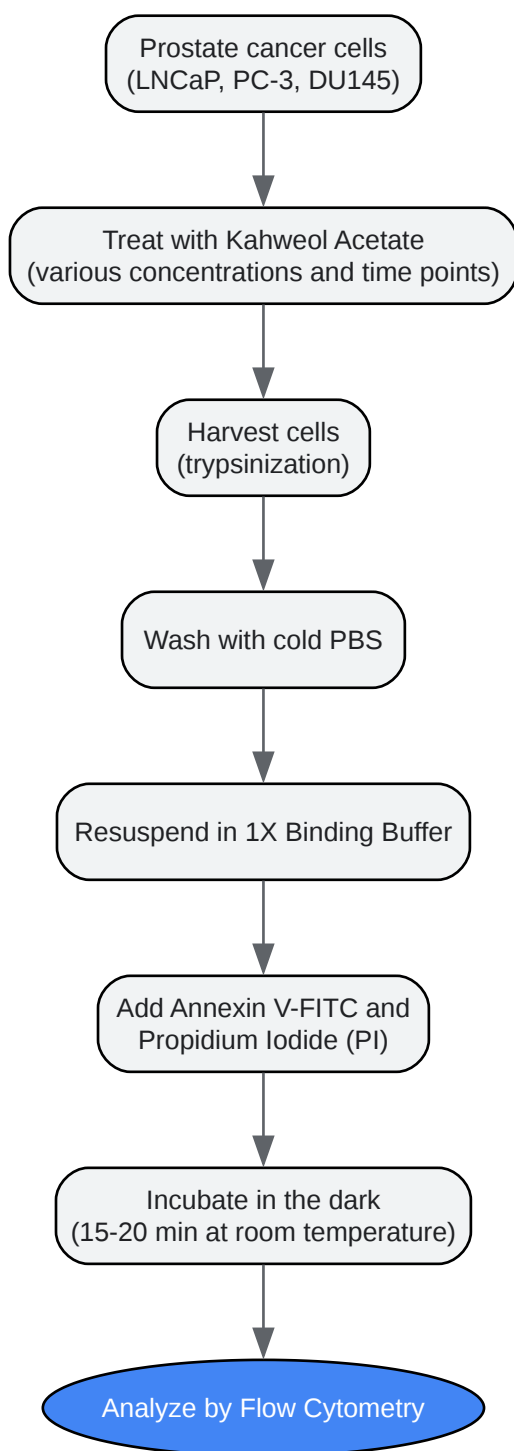 Prostate cancer cells
(LNCaP, PC-3, DU145)
Treat with Kahweol Acetate
(various concentrations and time points)
Harvest cells
(trypsinization)
Wash with cold PBS
Resuspend in 1X Binding Buffer
Add Annexin V-FITC and
Propidium Iodide (PI)
Incubate in the dark
(15-20 min at room temperature)
Analyze by Flow Cytometry